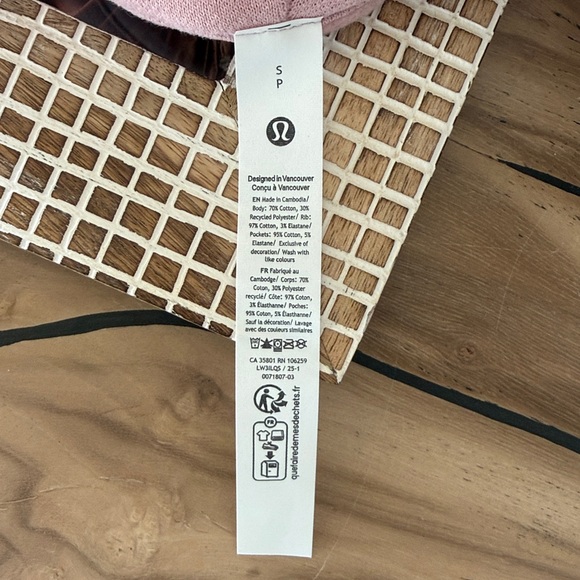 S
P
Designed in Vancouver
Conçu à Vancouver
EN Made in Cambodia/
Body: 70% Cotton, 30%
Recycled Polyester/ Rib:
97% Cotton, 3% Elastane/
Pockets: 95% Cotton, 5%
Elastane/ Exclusive of
decoration/ Wash with
like colours
FR Fabriqué au
Cambodge/ Corps: 70%
Coton, 30% Polyester
recyclé/ Côte: 97% Coton,
3% Élasthanne/ Poches:
95% Coton, 5% Élasthanne/
Sauf la décoration/ Lavage
avec des couleurs similaires
CA 35801 RN 106259
LW3ILQS / 25-1
0071807-03
FR
quefairedemesdechets.fr